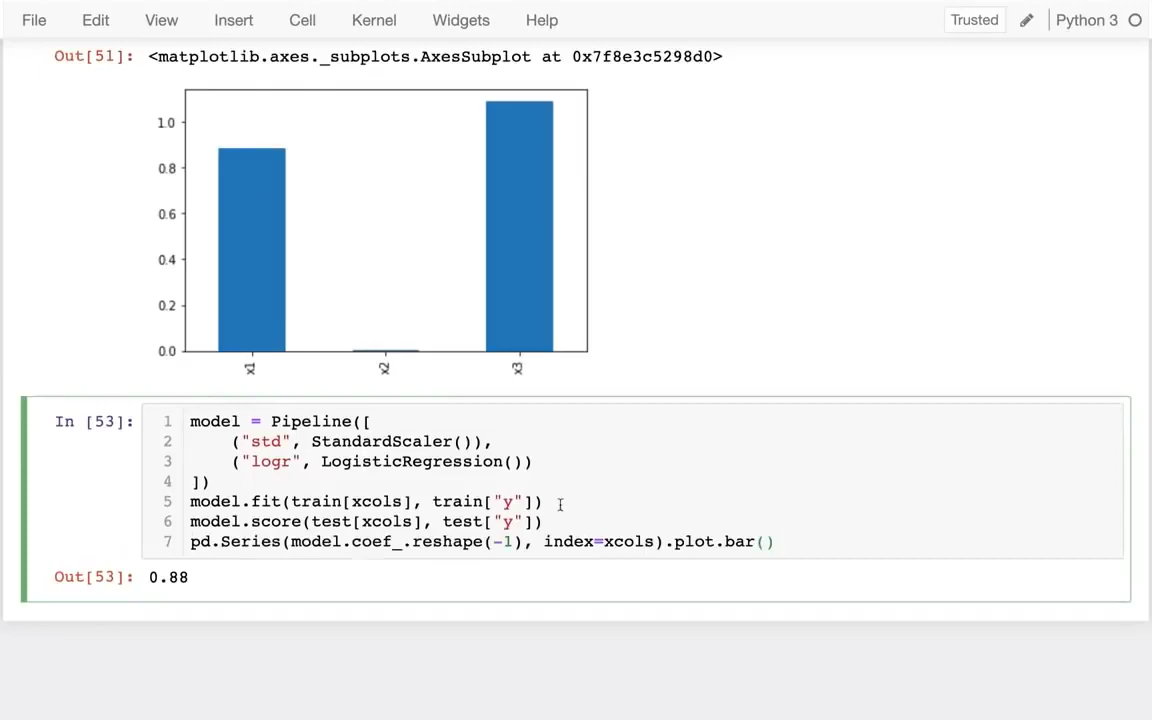 File Edit View Insert Cell Kernel Widgets Help Trusted Python 3
Out[51]: <matplotlib.axes._subplots.AxesSubplot at 0x7f8e3c5298d0>
1.0
0.8
0.6
0.4
0.2
0.0
x1 x2 x3
In [53]: 1 model = Pipeline([
2 ("std", StandardScaler()),
3 ("logr", LogisticRegression())
4 ])
5 model.fit(train[xcols], train["y"])
6 model.score(test[xcols], test["y"])
7 pd.Series(model.coef_.reshape(-1), index=xcols).plot.bar()
Out[53]: 0.88